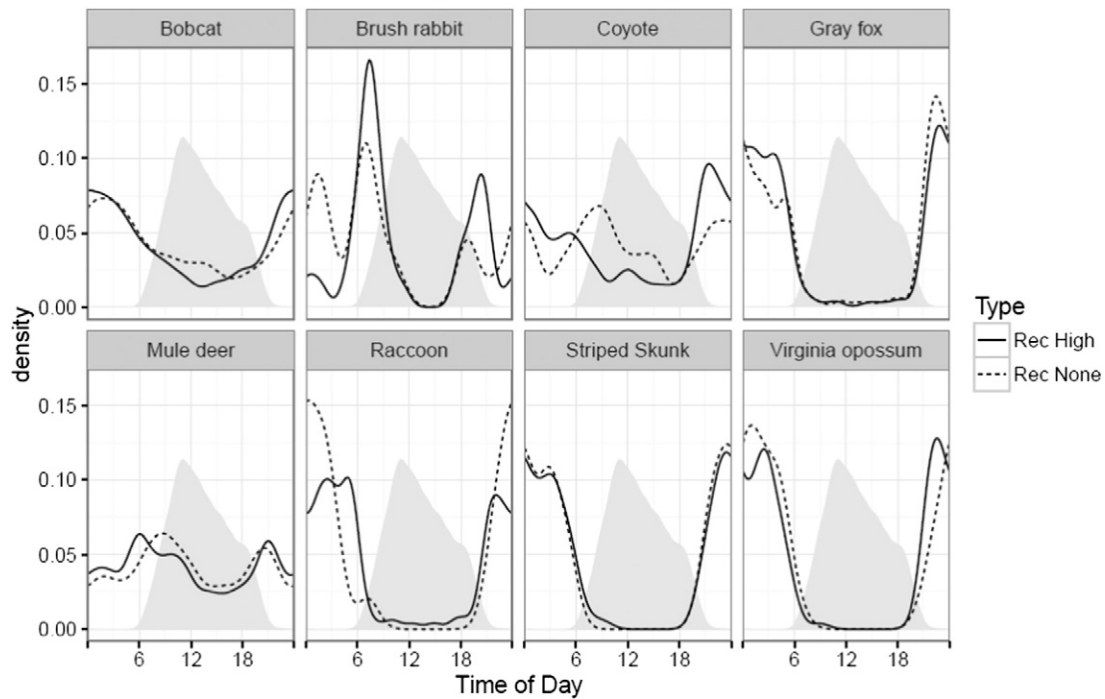 Bobcat Brush rabbit Coyote Gray fox
0.15
0.10
0.05
0.00
density
Mule deer Raccoon Striped Skunk Virginia opossum
0.15
0.10
0.05
0.00
6 12 18 6 12 18 6 12 18 6 12 18
Time of Day
Type
Rec High
Rec None